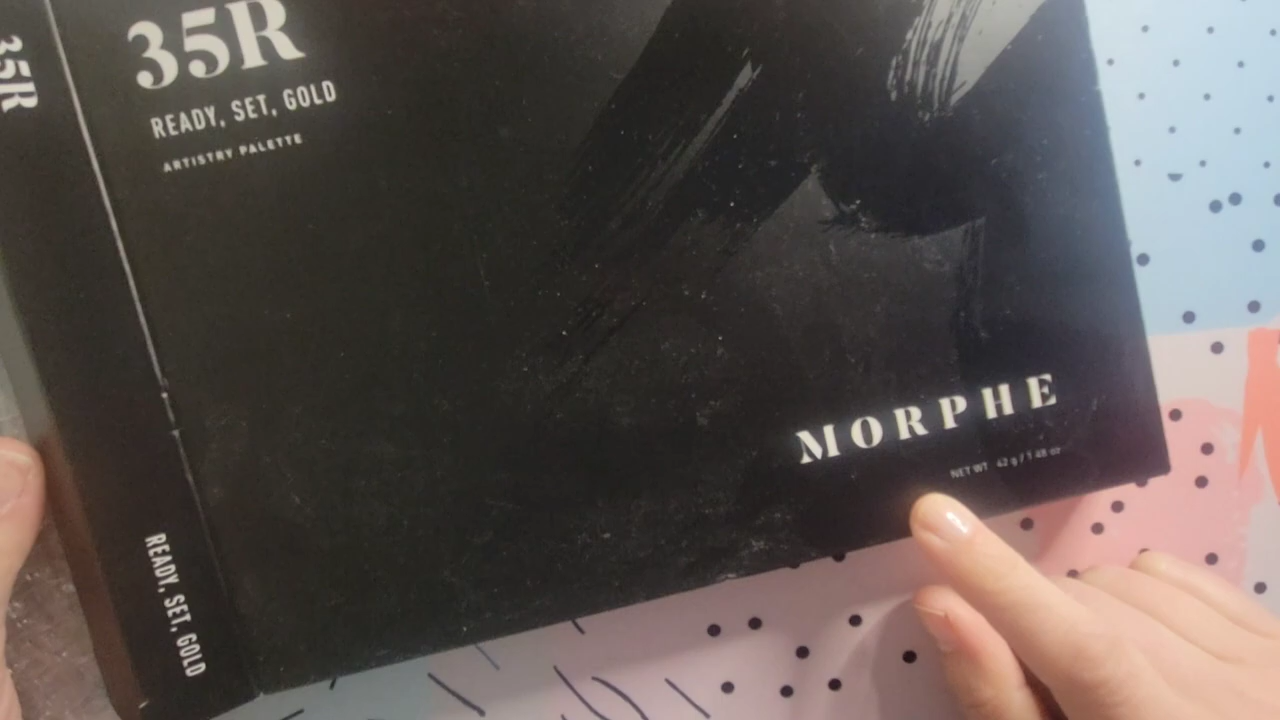 35R
READY, SET, GOLD
ARTISTRY PALETTE
MORPHE
NET WT 42 g / 1.48 oz
35R
READY, SET, GOLD